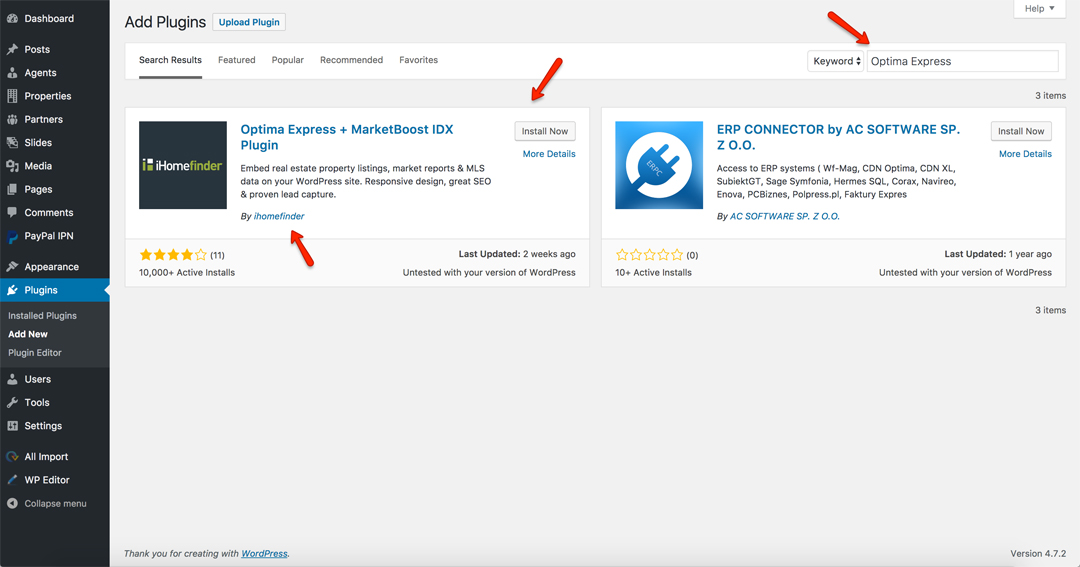 Dashboard
Posts
Agents
Properties
Partners
Slides
Media
Pages
Comments
PayPal IPN
Appearance
Plugins
Installed Plugins
Add New
Plugin Editor
Users
Tools
Settings
All Import
WP Editor
Collapse menu
Help
Add Plugins
Upload Plugin
Search Results Featured Popular Recommended Favorites Keyword Optima Express
3 items
iHomefinder
Optima Express + MarketBoost IDX
Plugin
Install Now
More Details
Embed real estate property listings, market reports & MLS
data on your WordPress site. Responsive design, great SEO
& proven lead capture.
By ihomefinder
(11)
Last Updated: 2 weeks ago
10,000+ Active Installs
Untested with your version of WordPress
ERPC
ERP CONNECTOR by AC SOFTWARE SP.
Z O.O.
Install Now
More Details
Access to ERP systems ( Wf-Mag, CDN Optima, CDN XL,
SubiektGT, Sage Symfonia, Hermes SQL, Corax, Navireo,
Enova, PCBiznes, Polpress.pl, Faktury Expres
By AC SOFTWARE SP. Z O.O.
(0)
Last Updated: 1 year ago
10+ Active Installs
Untested with your version of WordPress
3 items
Thank you for creating with WordPress.
Version 4.7.2